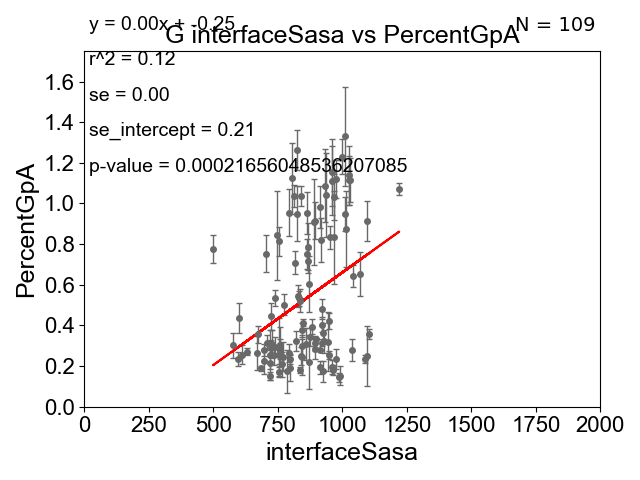 y = 0.00x + -0.25
N = 109
G interfaceSasa vs PercentGpA
r^2 = 0.12
se = 0.00
se_intercept = 0.21
p-value = 0.00021656048536207085
PercentGpA
1.6
1.4
1.2
1.0
0.8
0.6
0.4
0.2
0.0
0 250 500 750 1000 1250 1500 1750 2000
interfaceSasa